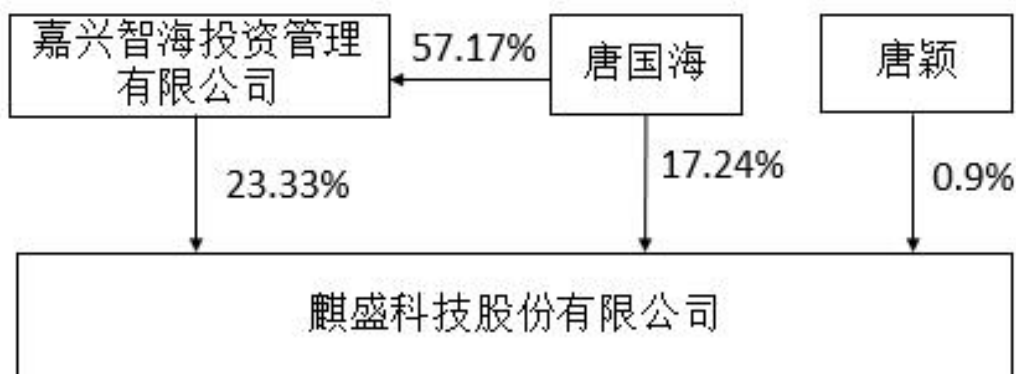 嘉兴智海投资管理
有限公司
57.17%
唐国海
唐颖
23.33%
17.24%
0.9%
麒盛科技股份有限公司